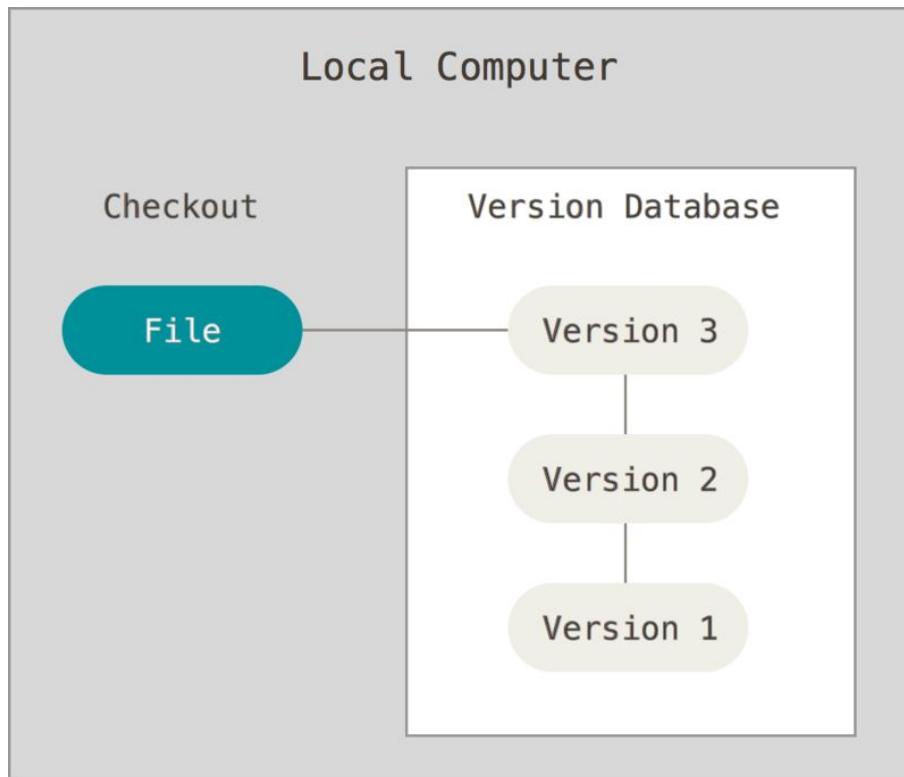 Local Computer
Checkout
Version Database
File
Version 3
Version 2
Version 1